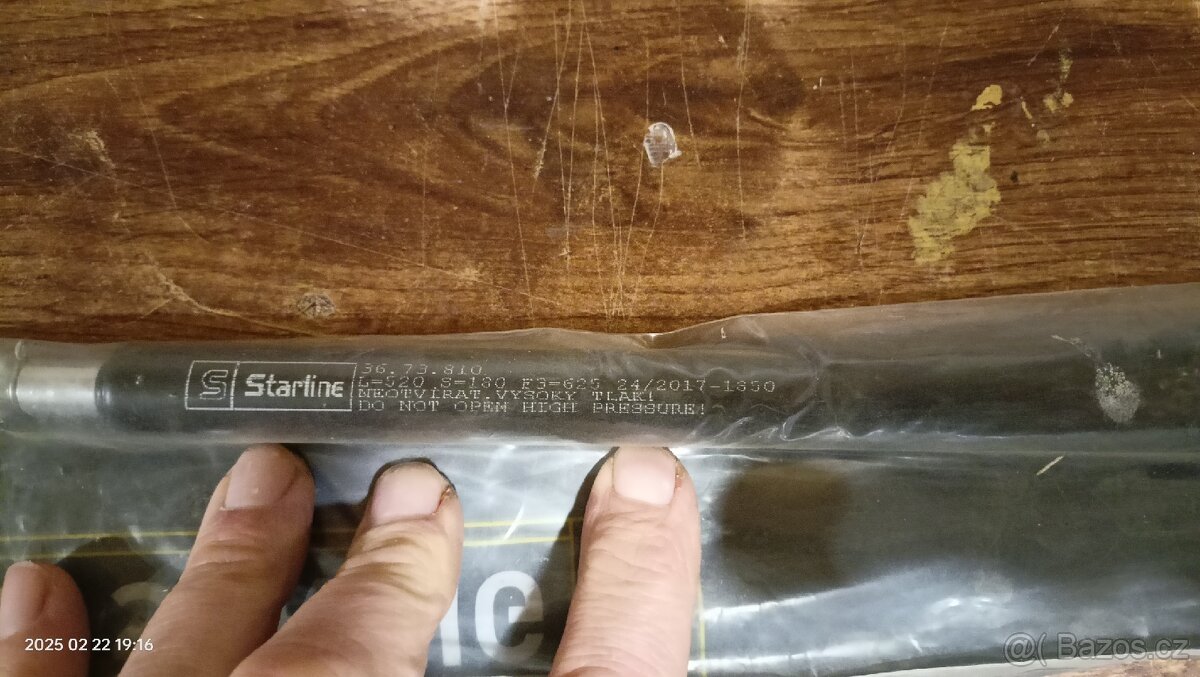 S Starline
36.73.810
L=520 S=180 F3=625 24/2017-1850
NEOTVIRAT.VYSOKY TLAK!
DO NOT OPEN HIGH PRESSURE!
2025 02 22 19:16
Bazos.cz